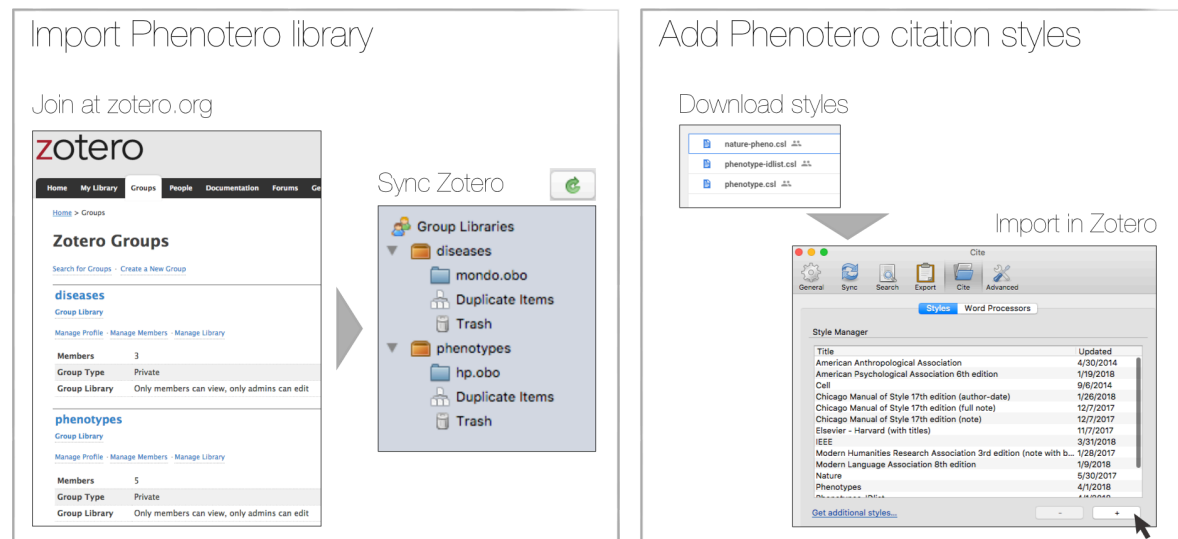 Import Phenotero library
Join at zotero.org
zotero
Home My Library Groups People Documentation Forums Ge
Home > Groups
Zotero Groups
Search for Groups · Create a New Group
diseases
Group Library
Manage Profile · Manage Members · Manage Library
Members 3
Group Type Private
Group Library Only members can view, only admins can edit
phenotypes
Group Library
Manage Profile · Manage Members · Manage Library
Members 5
Group Type Private
Group Library Only members can view, only admins can edit
Sync Zotero
Group Libraries
diseases
mondo.obo
Duplicate Items
Trash
phenotypes
hp.obo
Duplicate Items
Trash
Add Phenotero citation styles
Download styles
nature-pheno.csl
phenotype-idlist.csl
phenotype.csl
Import in Zotero
Cite
General Sync Search Export Cite Advanced
Styles Word Processors
Style Manager
Title Updated
American Anthropological Association 4/30/2014
American Psychological Association 6th edition 1/19/2018
Cell 9/6/2014
Chicago Manual of Style 17th edition (author-date) 1/26/2018
Chicago Manual of Style 17th edition (full note) 12/7/2017
Chicago Manual of Style 17th edition (note) 12/7/2017
Elsevier - Harvard (with titles) 11/7/2017
IEEE 3/31/2018
Modern Humanities Research Association 3rd edition (note with b... 1/28/2017
Modern Language Association 8th edition 1/9/2018
Nature 5/30/2017
Phenotypes 4/1/2018
Get additional styles...
- +